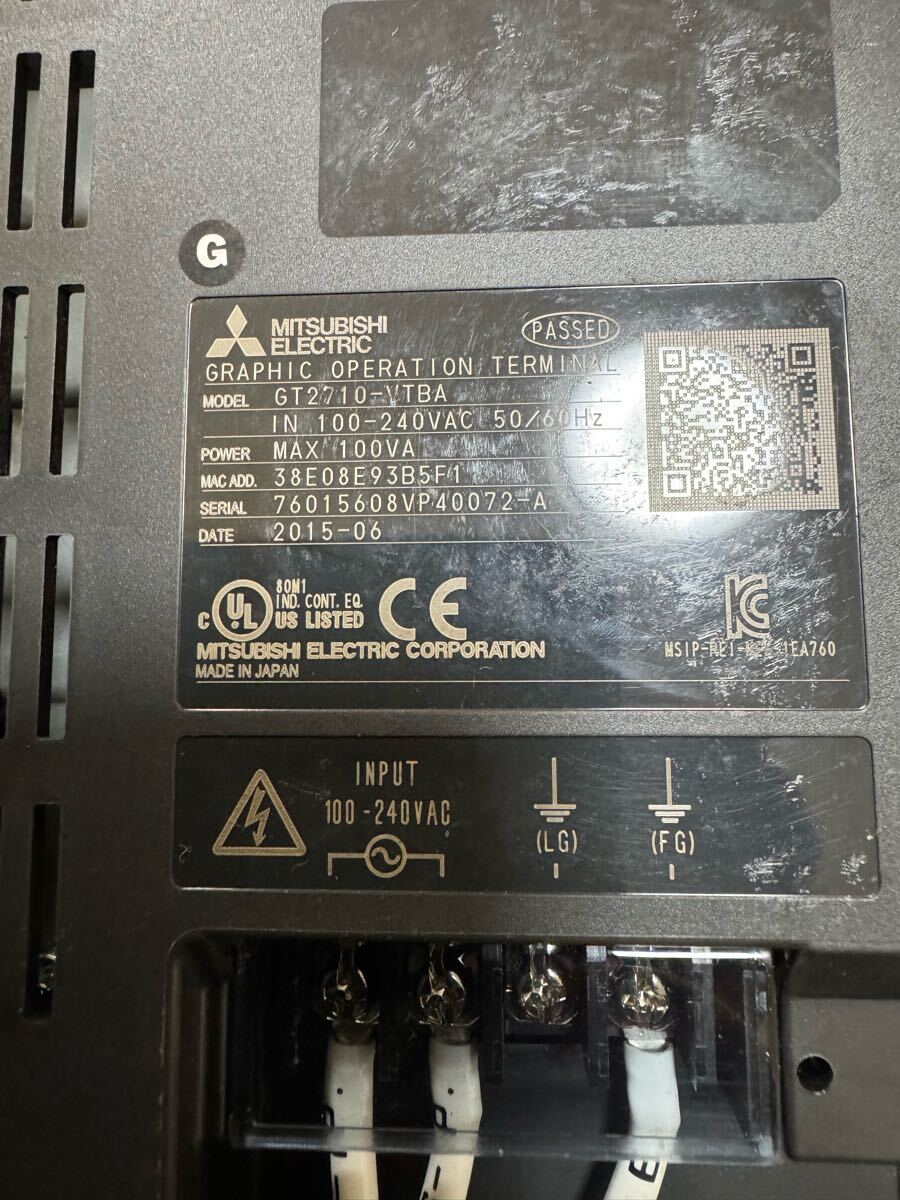 G
MITSUBISHI
ELECTRIC
PASSED
GRAPHIC OPERATION TERMINAL
MODEL GT2710-VTBA
IN 100-240VAC 50/60Hz
POWER MAX 100VA
MAC ADD. 38E08E93B5F1
SERIAL 76015608VP40072-A
DATE 2015-06
C UL US LISTED
80M1
IND. CONT. EQ.
CE
KC
MITSUBISHI ELECTRIC CORPORATION
MADE IN JAPAN
INPUT
100-240VAC
(LG)
(FG)
E